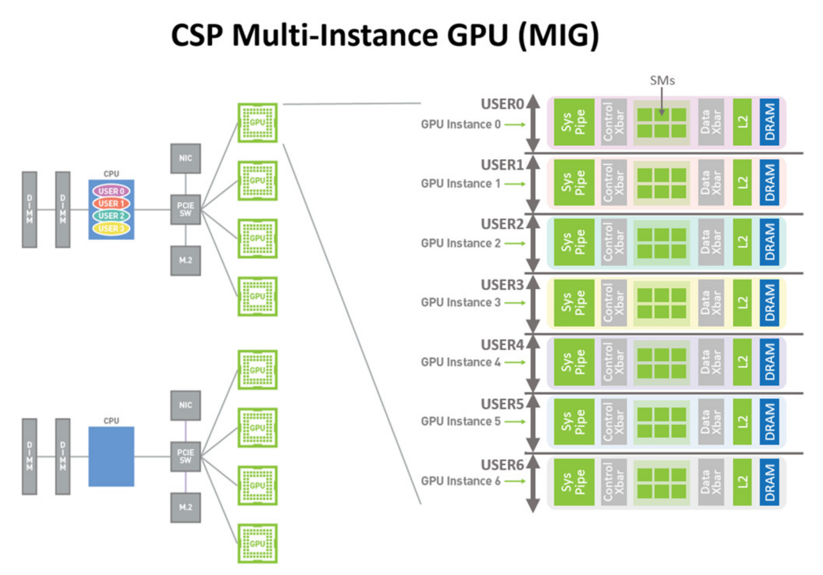 CSP Multi-Instance GPU (MIG)
SMs
CPU
USER 0
USER 1
USER 2
USER 3
DIMM
DIMM
NIC
PCIE
SW
M.2
GPU
GPU
GPU
GPU
CPU
DIMM
DIMM
NIC
PCIE
SW
M.2
GPU
GPU
GPU
GPU
USER0
GPU Instance 0
Sys
Pipe
Control
Xbar
Data
Xbar
L2
DRAM
USER1
GPU Instance 1
Sys
Pipe
Control
Xbar
Data
Xbar
L2
DRAM
USER2
GPU Instance 2
Sys
Pipe
Control
Xbar
Data
Xbar
L2
DRAM
USER3
GPU Instance 3
Sys
Pipe
Control
Xbar
Data
Xbar
L2
DRAM
USER4
GPU Instance 4
Sys
Pipe
Control
Xbar
Data
Xbar
L2
DRAM
USER5
GPU Instance 5
Sys
Pipe
Control
Xbar
Data
Xbar
L2
DRAM
USER6
GPU Instance 6
Sys
Pipe
Control
Xbar
Data
Xbar
L2
DRAM